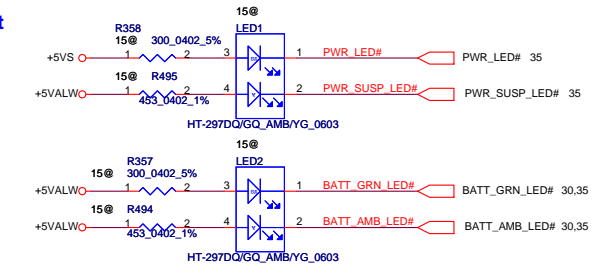 t
15@
R358
LED1
15@ 300_0402_5%
+5VS 1 2 3 1 PWR_LED# PWR_LED# 35
15@ R495
+5VALW 1 2 4 2 PWR_SUSP_LED# PWR_SUSP_LED# 35
453_0402_1%
HT-297DQ/GQ_AMB/YG_0603
15@
R357 LED2
15@ 300_0402_5%
+5VALW 1 2 3 1 BATT_GRN_LED# BATT_GRN_LED# 30,35
15@ R494
+5VALW 1 2 4 2 BATT_AMB_LED# BATT_AMB_LED# 30,35
453_0402_1%
HT-297DQ/GQ_AMB/YG_0603